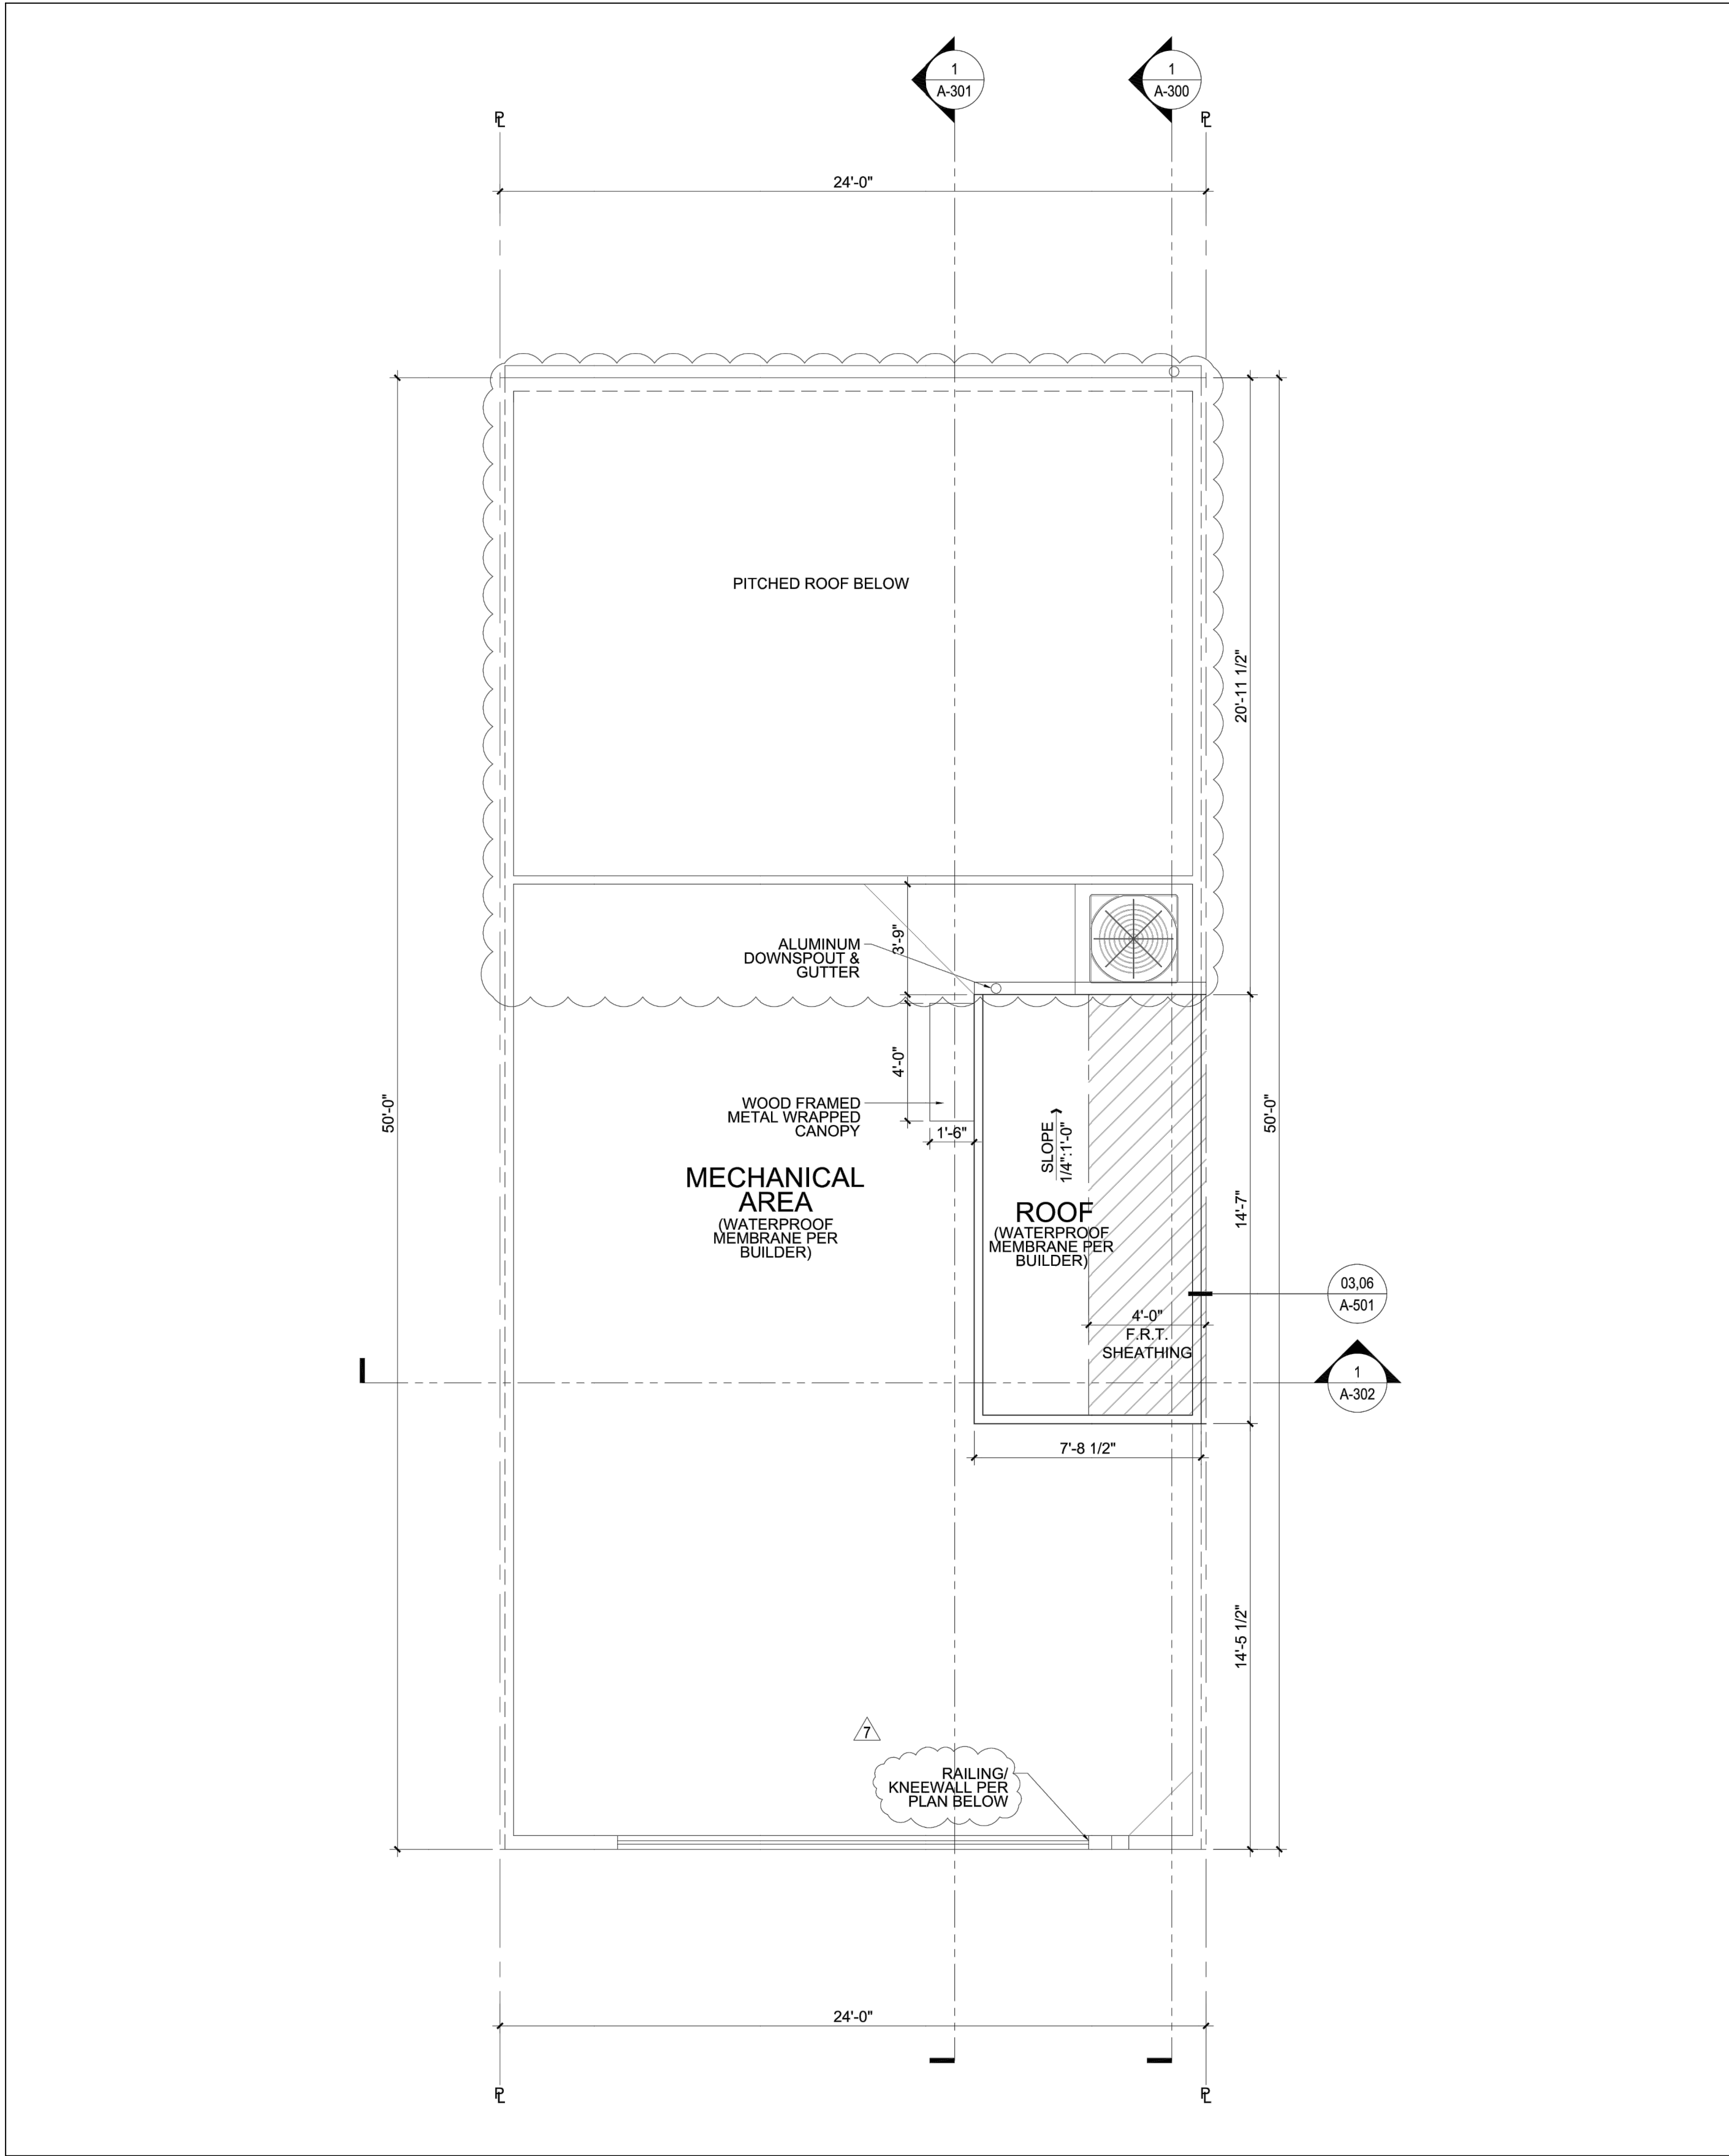 1
A-301
1
A-300
PL
PL
24'-0"
PITCHED ROOF BELOW
20'-11 1/2"
3'-9"
ALUMINUM
DOWNSPOUT &
GUTTER
4'-0"
50'-0"
50'-0"
WOOD FRAMED
METAL WRAPPED
CANOPY
1'-6"
SLOPE
1/4":1'-0"
MECHANICAL
AREA
(WATERPROOF
MEMBRANE PER
BUILDER)
ROOF
(WATERPROOF
MEMBRANE PER
BUILDER)
14'-7"
03,06
A-501
4'-0"
F.R.T.
SHEATHING
1
A-302
7'-8 1/2"
14'-5 1/2"
7
RAILING/
KNEEWALL PER
PLAN BELOW
24'-0"
PL
PL